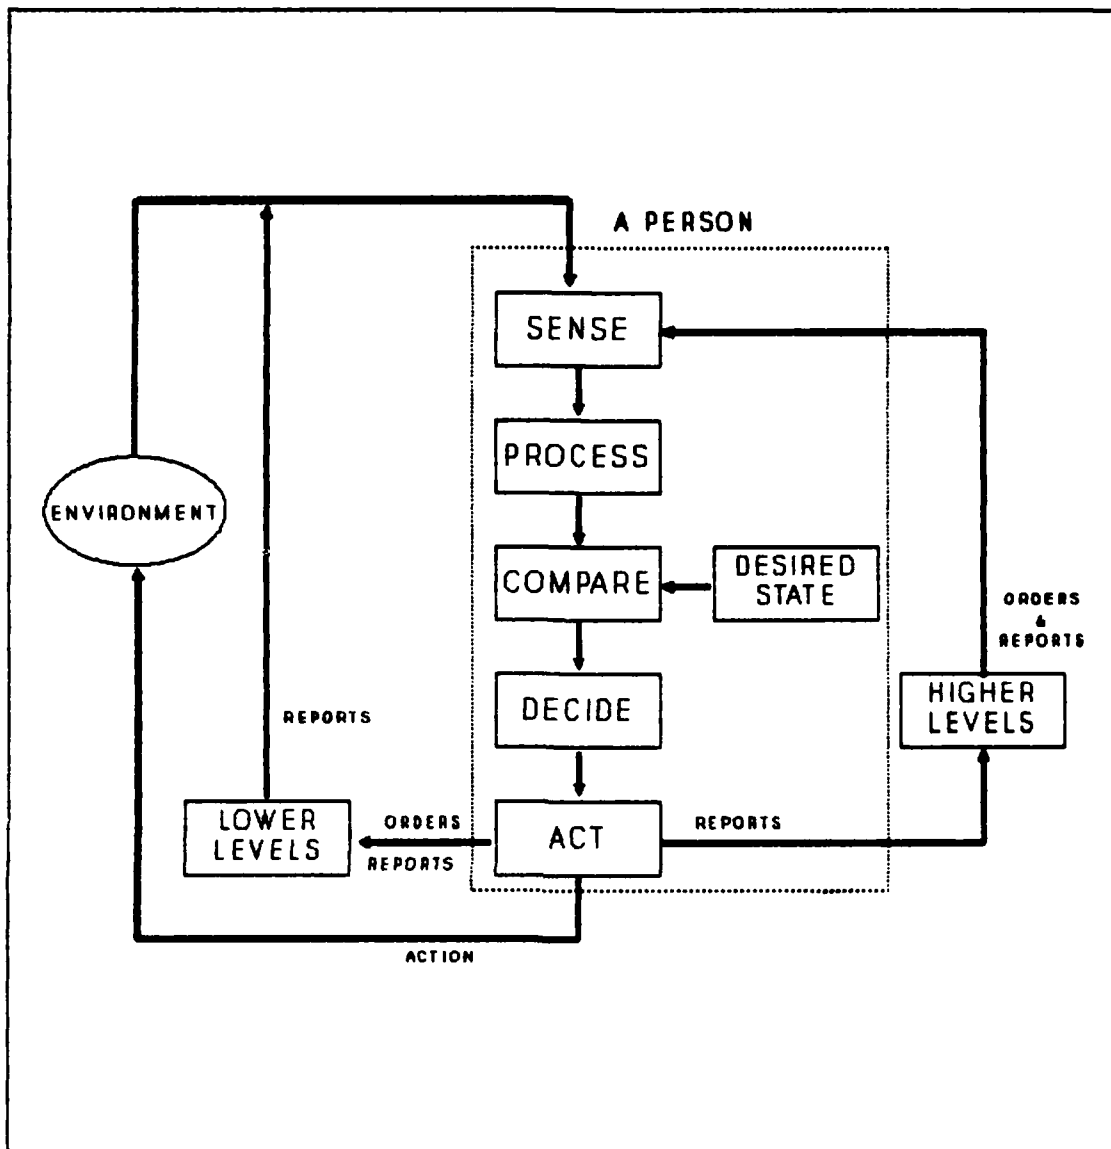 A PERSON
SENSE
PROCESS
ENVIRONMENT
COMPARE
DESIRED
STATE
ORDERS
&
REPORTS
DECIDE
HIGHER
LEVELS
REPORTS
LOWER
LEVELS
ORDERS
REPORTS
ACT
REPORTS
ACTION